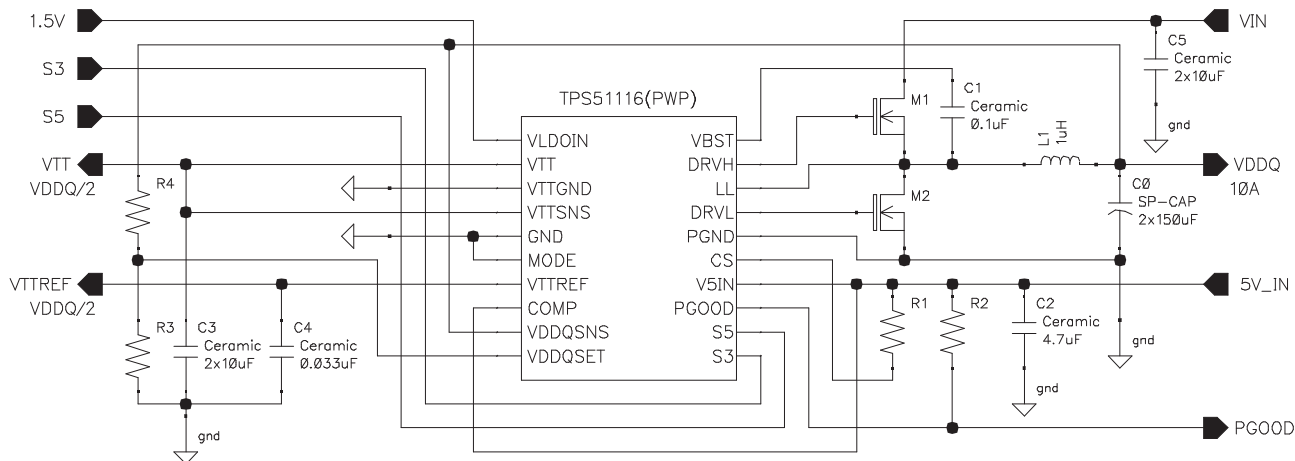 1.5V
VIN
S3
C5
Ceramic
2x10uF
S5
TPS51116(PWP)
M1
C1
Ceramic
0.1uF
gnd
L1
1uH
VLDOIN
VBST
VTT
VDDQ/2
VTT
DRVH
VDDQ
10A
R4
VTTGND
LL
M2
C0
SP-CAP
2x150uF
VTTSNS
DRVL
GND
PGND
MODE
CS
VTTREF
VDDQ/2
VTTREF
V5IN
5V_IN
COMP
PGOOD
R1
R2
C2
Ceramic
4.7uF
R3
C3
Ceramic
2x10uF
C4
Ceramic
0.033uF
VDDQSNS
S5
gnd
VDDQSET
S3
gnd
gnd
PGOOD